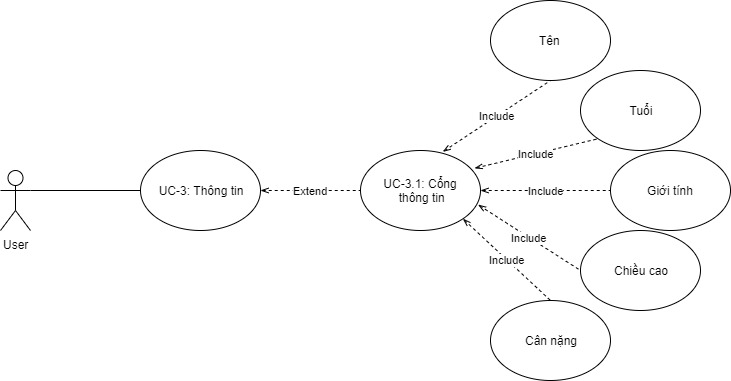 Tên
Include
Tuổi
Include
UC-3: Thông tin
Extend
UC-3.1: Cổng
thông tin
Include
Giới tính
User
Include
Chiều cao
Include
Cân nặng